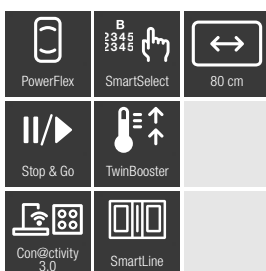 B
2345
2345
PowerFlex
SmartSelect
80 cm
Stop & Go
TwinBooster
Con@ctivity
3.0
SmartLine